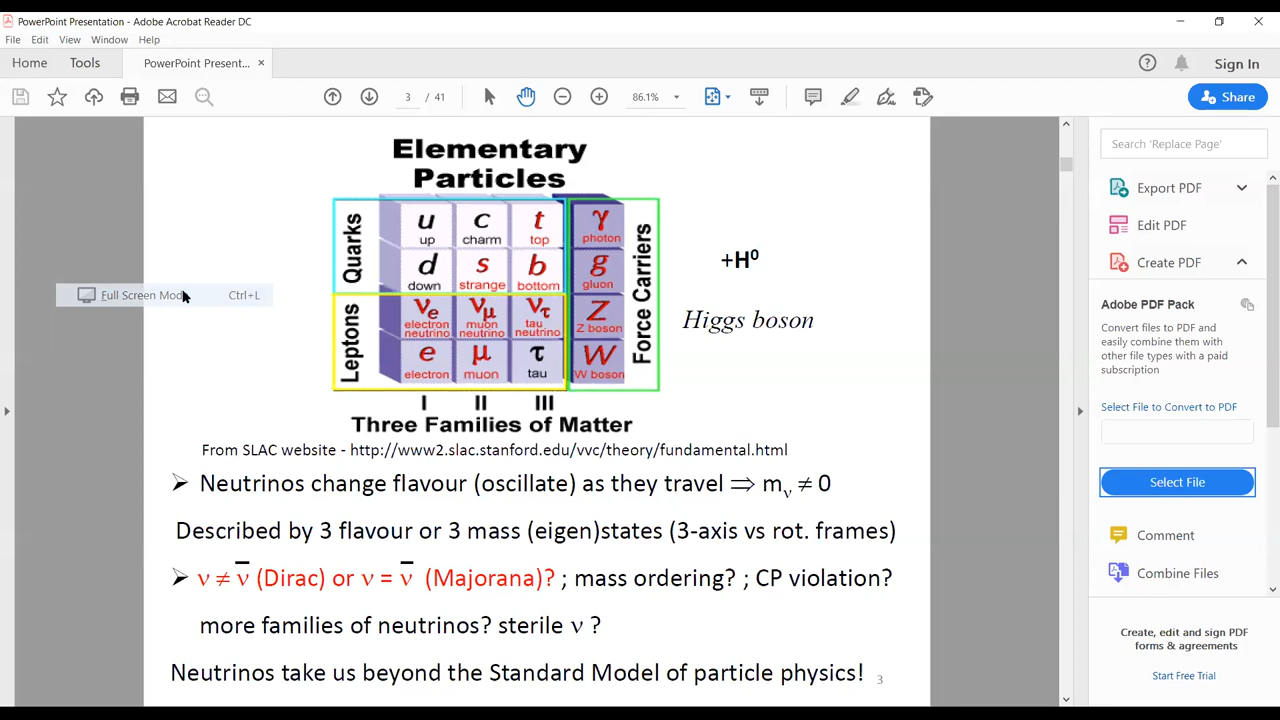 PowerPoint Presentation - Adobe Acrobat Reader DC
File Edit View Window Help
Home Tools PowerPoint Present... × Sign In
3 / 41 86.1% Share
Elementary
Particles
Quarks
u up c charm t top γ photon
d down s strange b bottom g gluon
Leptons
νe electron neutrino νμ muon neutrino ντ tau neutrino Z Z boson
e electron μ muon τ tau W W boson
Force Carriers
I II III
Three Families of Matter
+H⁰
Higgs boson
Full Screen Mod Ctrl+L
From SLAC website - http://www2.slac.stanford.edu/vvc/theory/fundamental.html
➢ Neutrinos change flavour (oscillate) as they travel ⇒ mν ≠ 0
Described by 3 flavour or 3 mass (eigen)states (3-axis vs rot. frames)
➢ ν ≠ ν̅ (Dirac) or ν = ν̅ (Majorana)? ; mass ordering? ; CP violation?
more families of neutrinos? sterile ν ?
Neutrinos take us beyond the Standard Model of particle physics! 3
Search 'Replace Page'
Export PDF
Edit PDF
Create PDF
Adobe PDF Pack
Convert files to PDF and
easily combine them with
other file types with a paid
subscription
Select File to Convert to PDF
Select File
Comment
Combine Files
Create, edit and sign PDF
forms & agreements
Start Free Trial